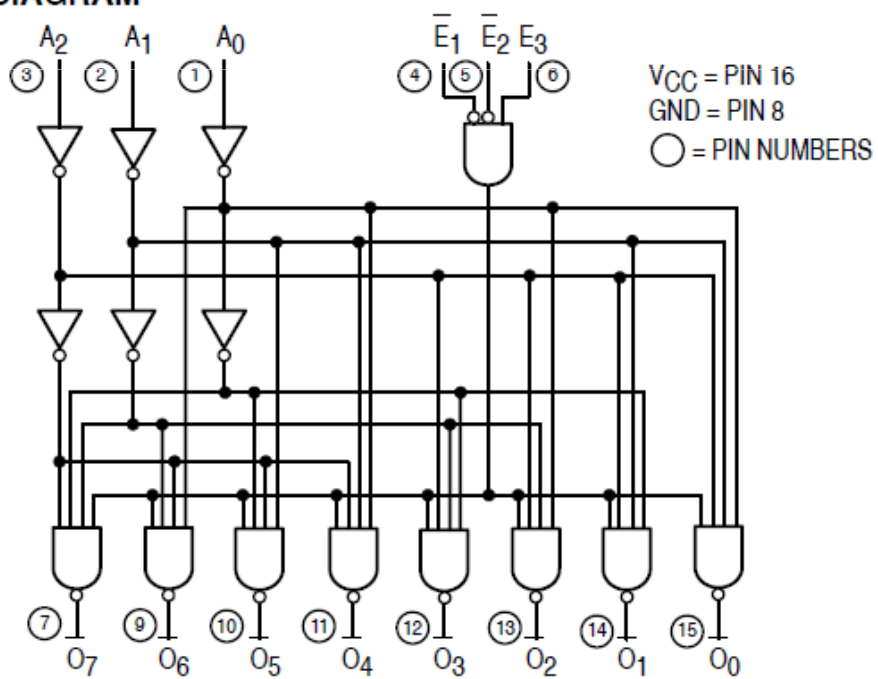 DIAGRAM
A2 A1 A0 E1 E2 E3
3 2 1 4 5 6
VCC = PIN 16
GND = PIN 8
= PIN NUMBERS
7 9 10 11 12 13 14 15
O7 O6 O5 O4 O3 O2 O1 O0